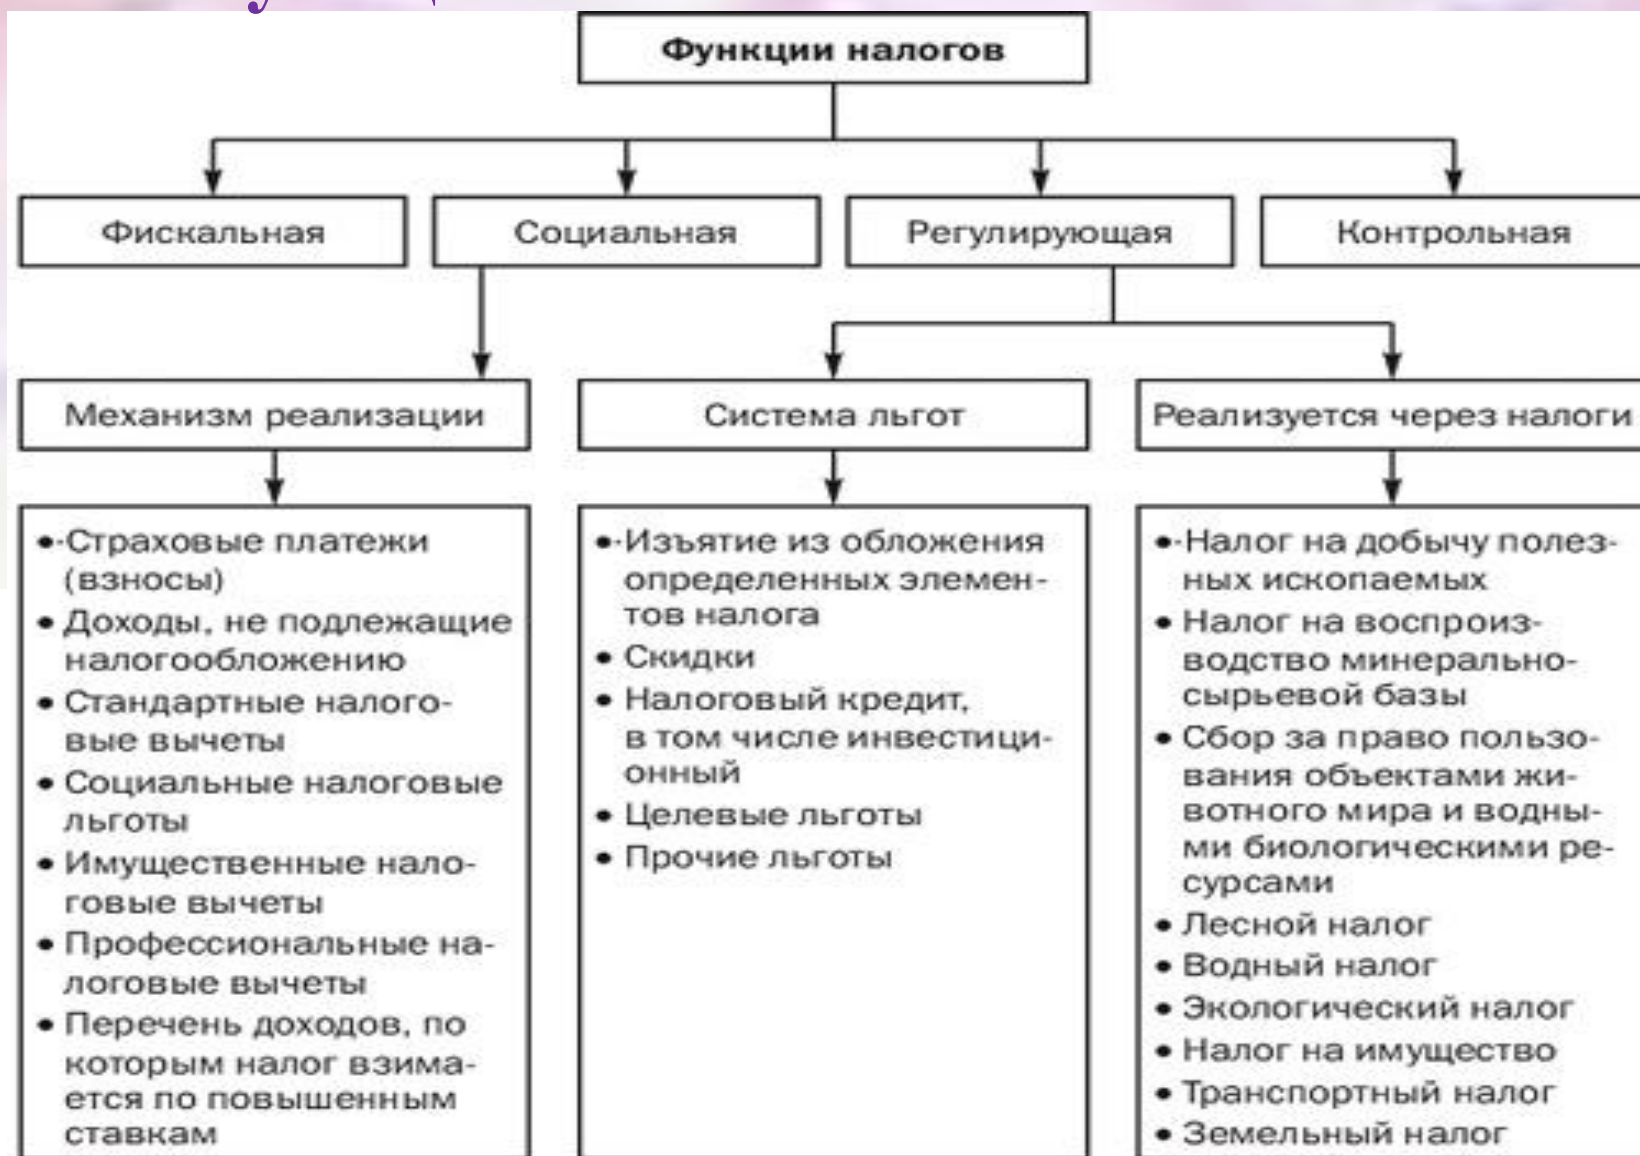 Функции налогов
Фискальная
Социальная
Регулирующая
Контрольная
Механизм реализации
Система льгот
Реализуется через налоги
•·Страховые платежи
(взносы)
• Доходы, не подлежащие
налогообложению
• Стандартные налого-
вые вычеты
• Социальные налоговые
льготы
• Имущественные нало-
говые вычеты
• Профессиональные на-
логовые вычеты
• Перечень доходов, по
которым налог взима-
ется по повышенным
ставкам
•·Изъятие из обложения
определенных элемен-
тов налога
• Скидки
• Налоговый кредит,
в том числе инвестици-
онный
• Целевые льготы
• Прочие льготы
•·Налог на добычу полез-
ных ископаемых
• Налог на воспроиз-
водство минерально-
сырьевой базы
• Сбор за право пользо-
вания объектами жи-
вотного мира и водны-
ми биологическими ре-
сурсами
• Лесной налог
• Водный налог
• Экологический налог
• Налог на имущество
• Транспортный налог
• Земельный налог